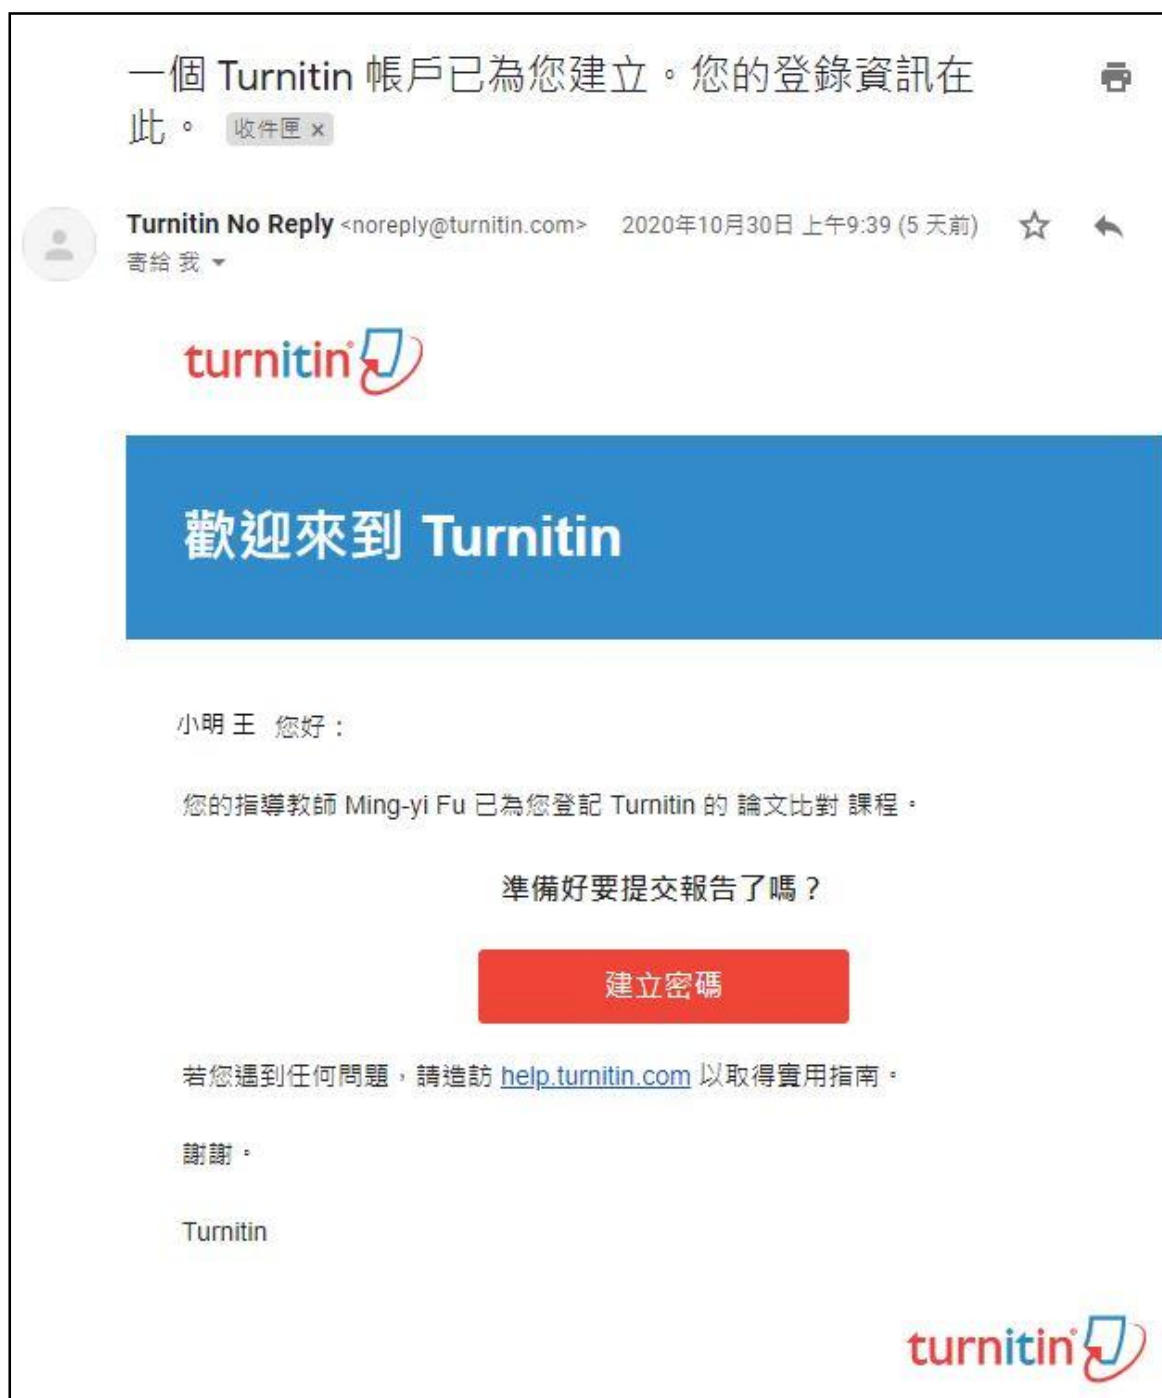 一個 Turnitin 帳戶已為您建立。您的登錄資訊在
此。 收件匣 x
Turnitin No Reply <noreply@turnitin.com> 2020年10月30日 上午9:39 (5 天前)
寄給 我
turnitin
歡迎來到 Turnitin
小明 王 您好：
您的指導教師 Ming-yi Fu 已為您登記 Turnitin 的 論文比對 課程。
準備好要提交報告了嗎？
建立密碼
若您遇到任何問題，請造訪 help.turnitin.com 以取得實用指南。
謝謝。
Turnitin
turnitin